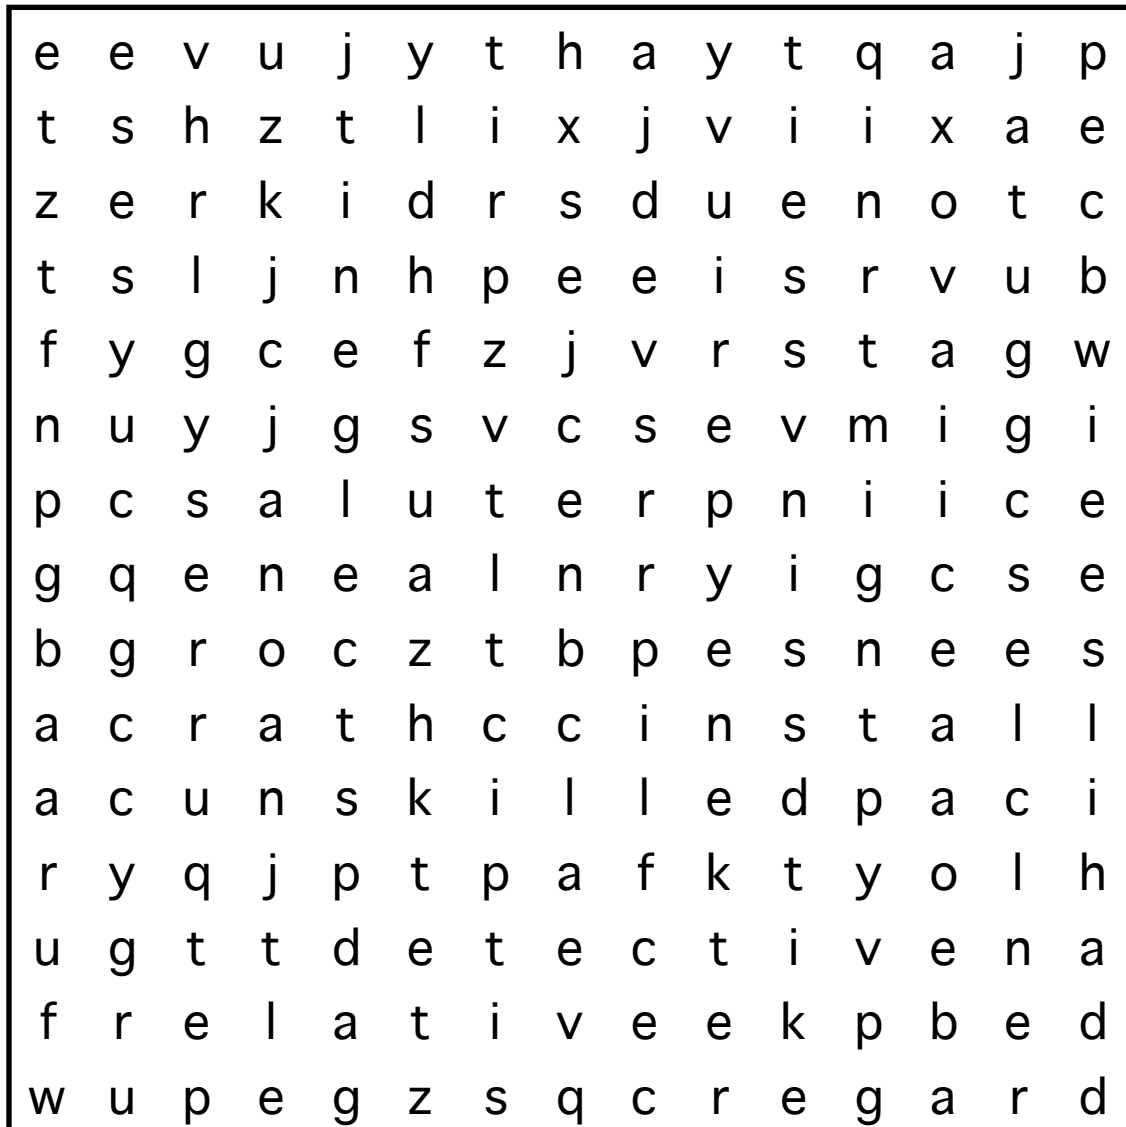 e e v u j y t h a y t q a j p
t s h z t l i x j v i i x a e
z e r k i d r s d u e n o t c
t s l j n h p e e i s r v u b
f y g c e f z j v r s t a g w
n u y j g s v c s e v m i g i
p c s a l u t e r p n i i c e
g q e n e a l n r y i g c s e
b g r o c z t b p e s n e e s
a c r a t h c c i n s t a l l
a c u n s k i l l e d p a c i
r y q j p t p a f k t y o l h
u g t t d e t e c t i v e n a
f r e l a t i v e e k p b e d
w u p e g z s q c r e g a r d